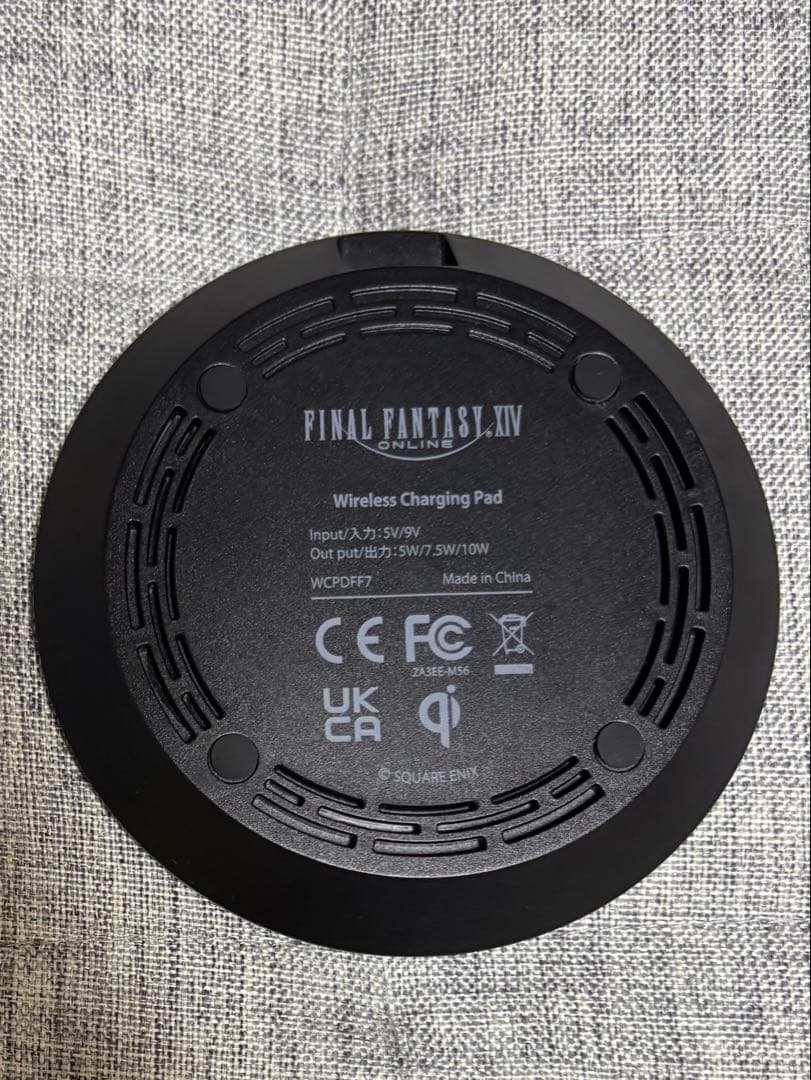 FINAL FANTASY XIV
ONLINE
Wireless Charging Pad
Input/入力:5V/9V
Out put/出力:5W/7.5W/10W
WCPDFF7 Made in China
CE FC
2A3EE-M56
UK
CA qi
© SQUARE ENIX